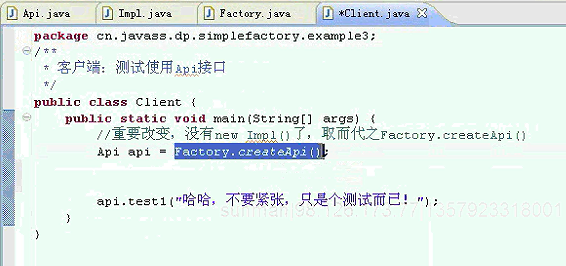 Api.java Impl.java Factory.java *Client.java
package cn.javass.dp.simplefactory.example3;
/**
* 客户端：测试使用Api接口
*/
public class Client {
public static void main(String[] args) {
//重要改变，没有new Impl()了，取而代之Factory.createApi()
Api api = Factory.createApi();
api.test1("哈哈，不要紧张，只是个测试而已！");
}
}